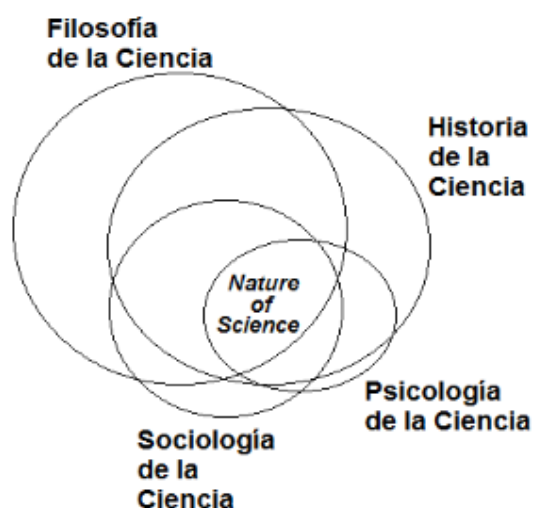 Filosofía
de la Ciencia
Historia
de la
Ciencia
Nature
of
Science
Psicología
de la Ciencia
Sociología
de la
Ciencia